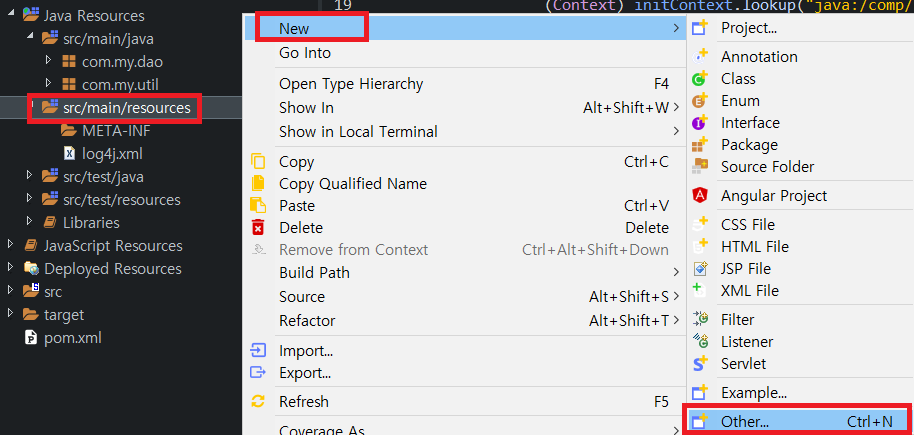 Java Resources
src/main/java
com.my.dao
com.my.util
src/main/resources
META-INF
log4j.xml
src/test/java
src/test/resources
Libraries
JavaScript Resources
Deployed Resources
src
target
pom.xml
19 (Context) initContext.lookup("java:/comp/
New
Go Into
Open Type Hierarchy F4
Show In Alt+Shift+W
Show in Local Terminal
Copy Ctrl+C
Copy Qualified Name
Paste Ctrl+V
Delete Delete
Remove from Context Ctrl+Alt+Shift+Down
Build Path
Source Alt+Shift+S
Refactor Alt+Shift+T
Import...
Export...
Refresh F5
Coverage As
Project...
Annotation
Class
Enum
Interface
Package
Source Folder
Angular Project
CSS File
HTML File
JSP File
XML File
Filter
Listener
Servlet
Example...
Other... Ctrl+N